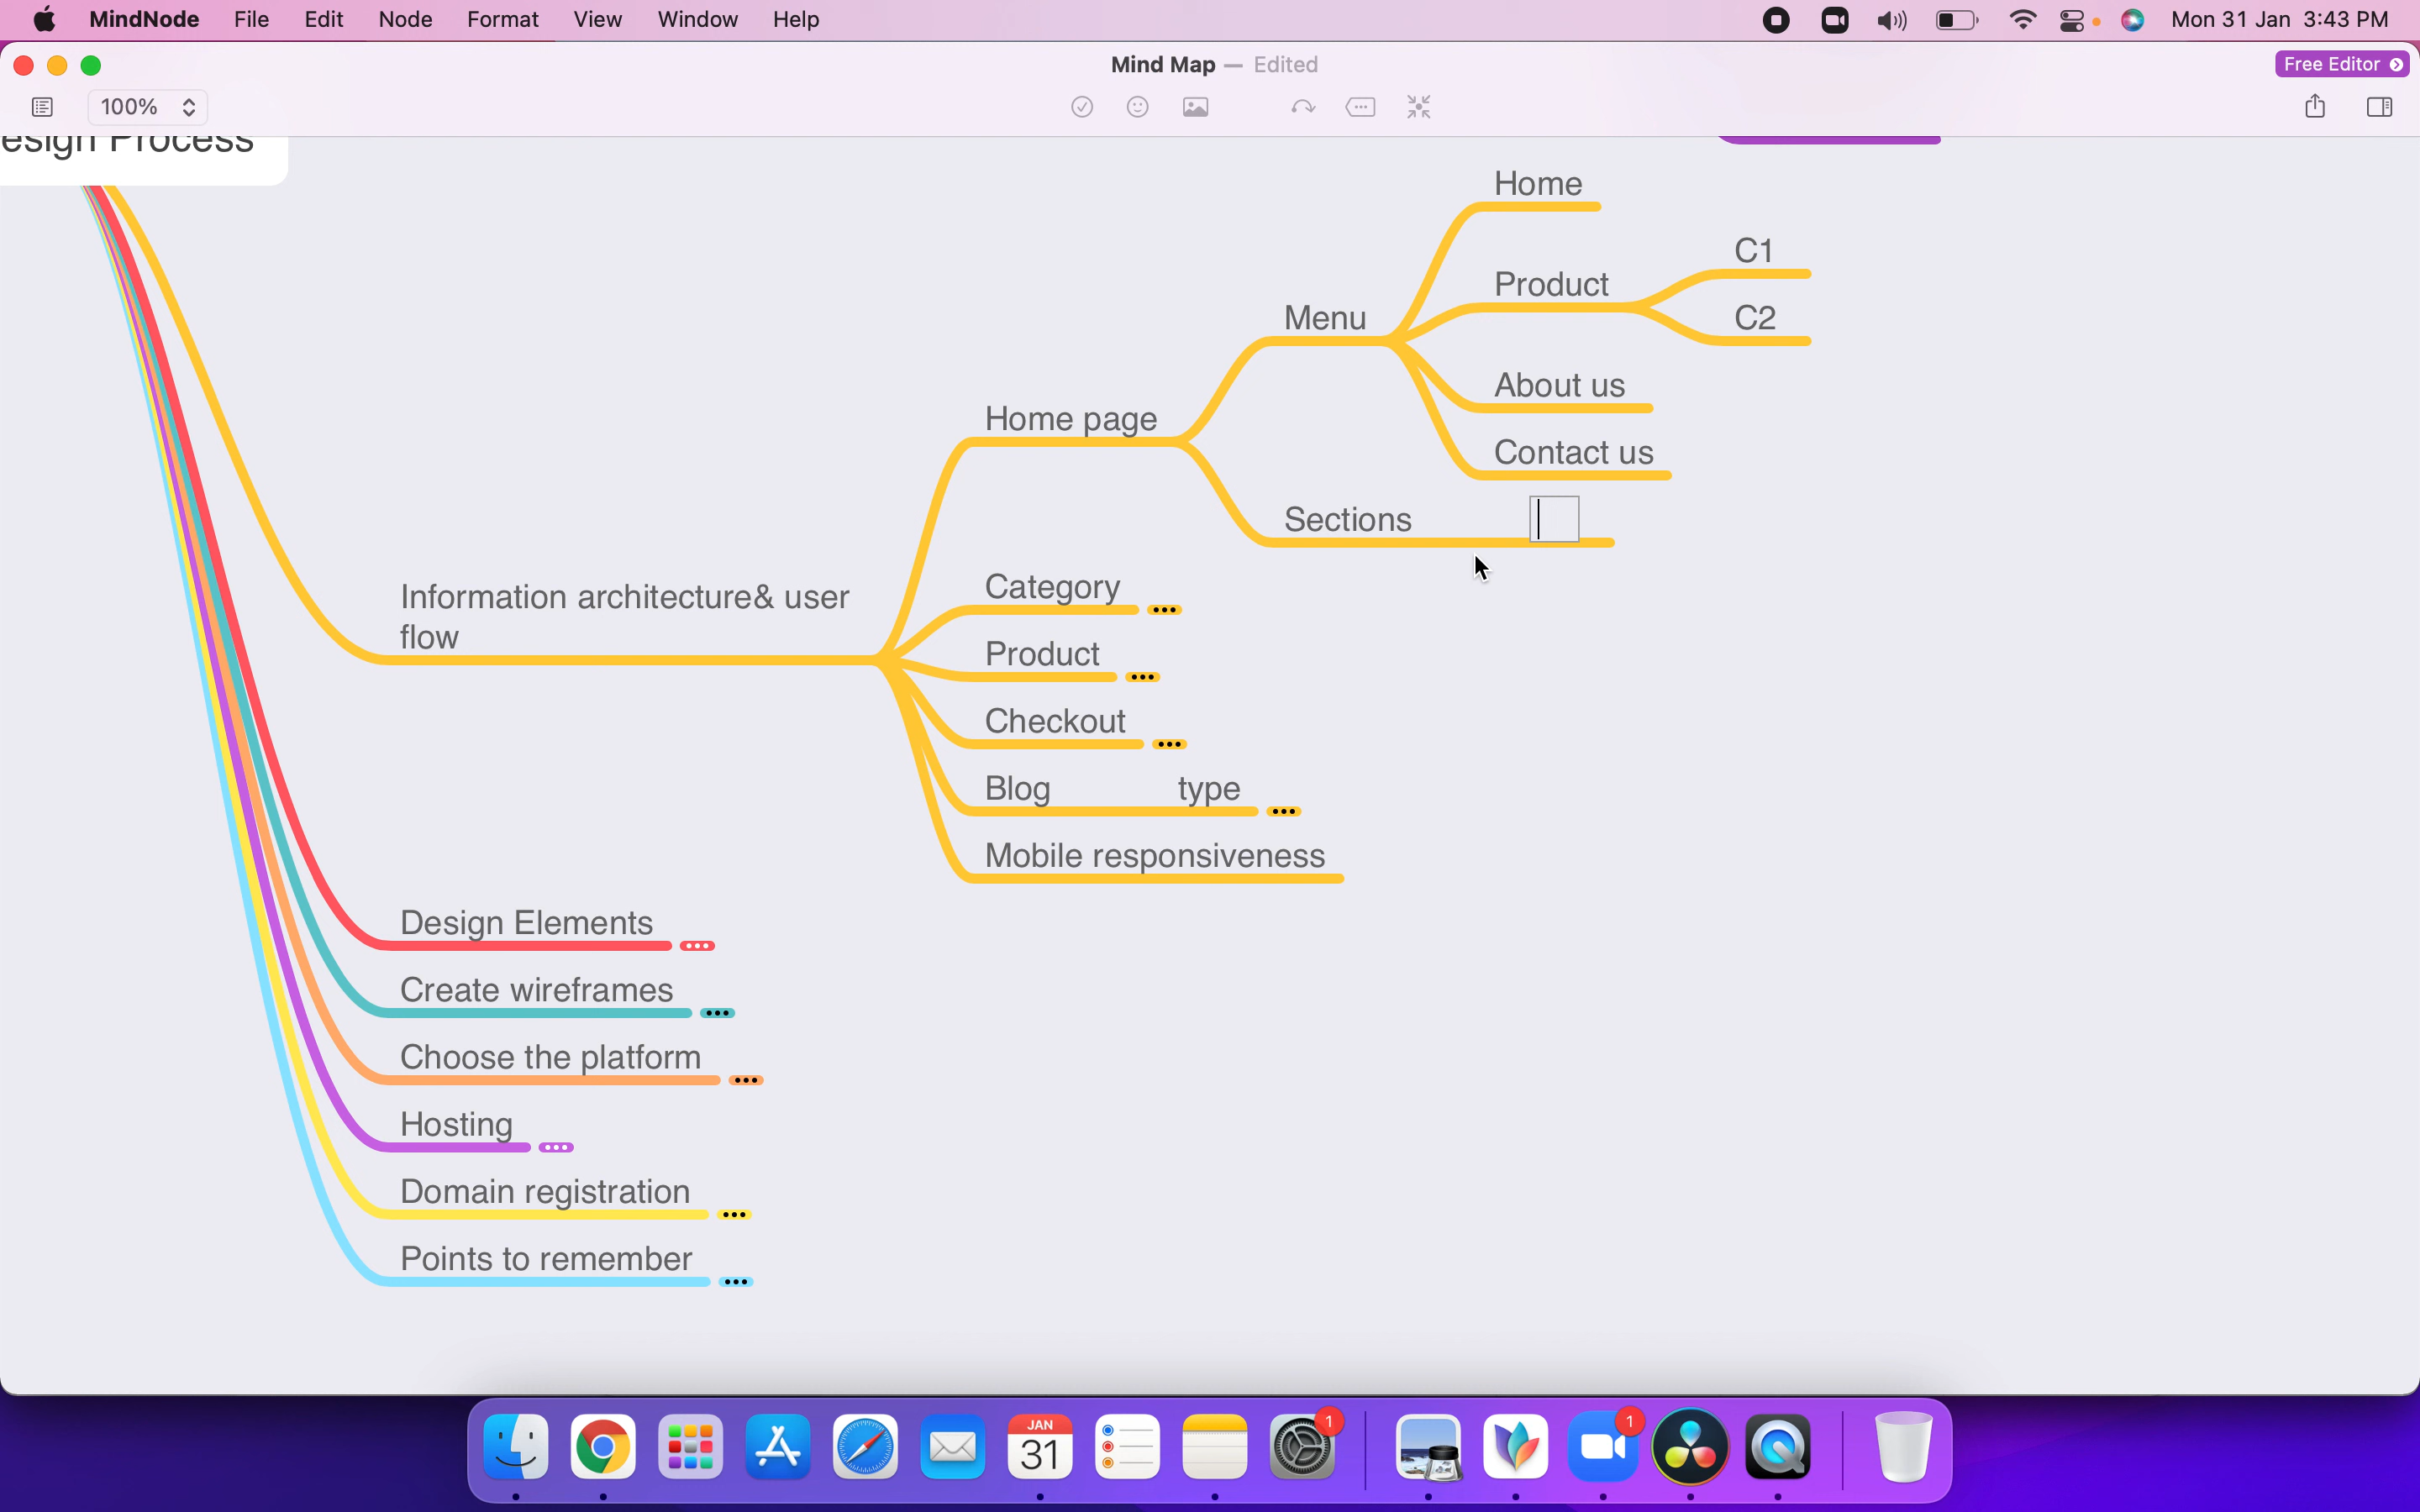 MindNode File Edit Node Format View Window Help Mon 31 Jan 3:43 PM
Mind Map — Edited
Free Editor
100%
esign Process
Home
C1
Product
C2
Menu
About us
Home page
Contact us
Sections
Category
Information architecture& user
flow
Product
Checkout
Blog type
Mobile responsiveness
Design Elements
Create wireframes
Choose the platform
Hosting
Domain registration
Points to remember
JAN
31
1
1